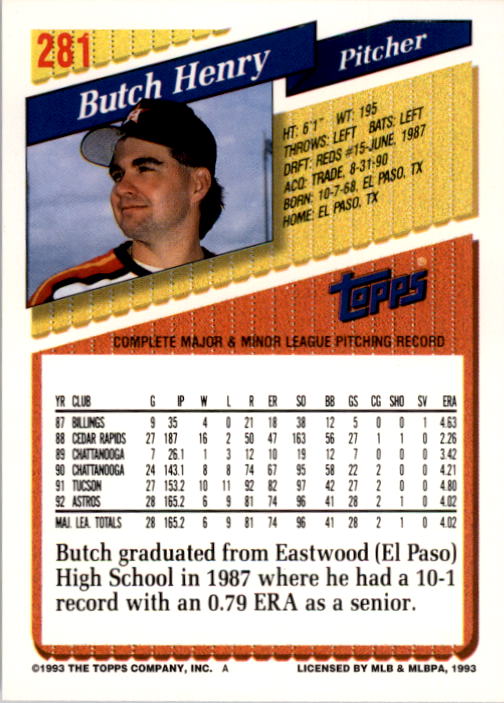 281
Butch Henry
Pitcher
HT: 6'1" WT: 195
THROWS: LEFT BATS: LEFT
DRFT: REDS #15-JUNE, 1987
ACQ: TRADE, 8-31-90
BORN: 10-7-68, EL PASO, TX
HOME: EL PASO, TX
topps®
COMPLETE MAJOR & MINOR LEAGUE PITCHING RECORD
YR CLUB G IP W L R ER SO BB GS CG SHO SV ERA
87 BILLINGS 9 35 4 0 21 18 38 12 5 0 0 1 4.63
88 CEDAR RAPIDS 27 187 16 2 50 47 163 56 27 1 1 0 2.26
89 CHATTANOOGA 7 26.1 1 3 12 10 19 12 7 0 0 0 3.42
90 CHATTANOOGA 24 143.1 8 8 74 67 95 58 22 2 0 0 4.21
91 TUCSON 27 153.2 10 11 92 82 97 42 27 2 0 0 4.80
92 ASTROS 28 165.2 6 9 81 74 96 41 28 2 1 0 4.02
MAJ. LEA. TOTALS 28 165.2 6 9 81 74 96 41 28 2 1 0 4.02
Butch graduated from Eastwood (El Paso)
High School in 1987 where he had a 10-1
record with an 0.79 ERA as a senior.
©1993 THE TOPPS COMPANY, INC. A LICENSED BY MLB & MLBPA, 1993